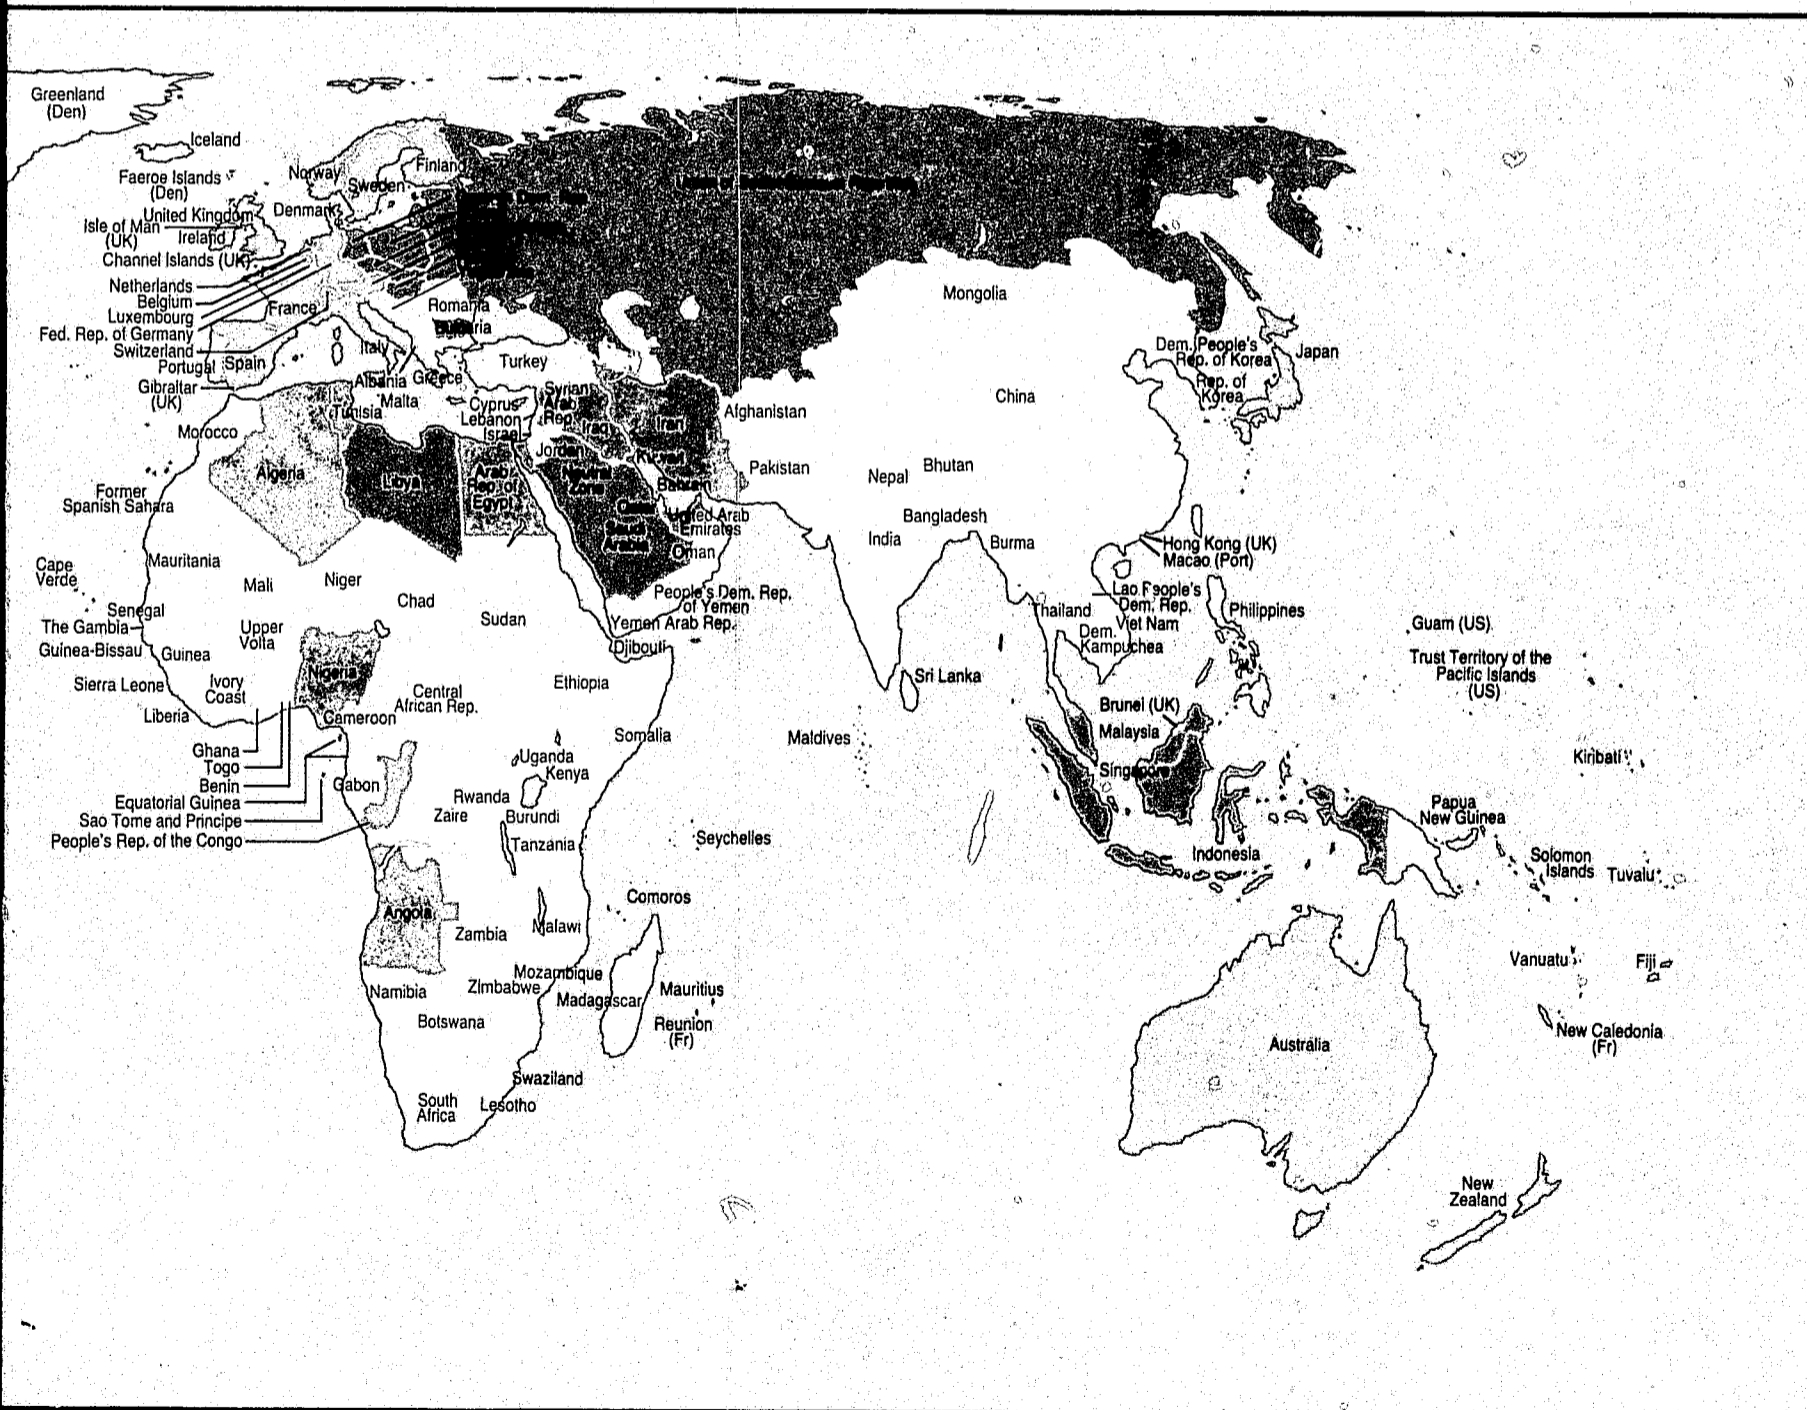 Greenland
(Den)
Iceland
Faeroe Islands
(Den)
Norway
Sweden
Finland
Denmark
United Kingdom
Isle of Man
(UK)
Ireland
Channel Islands (UK)
Netherlands
Belgium
Luxembourg
Fed. Rep. of Germany
Switzerland
France
Portugal
Spain
Gibraltar
(UK)
Italy
Romania
Albania
Greece
Malta
Turkey
Cyprus
Lebanon
Israel
Syrian
Arab
Rep.
Iraq
Iran
Jordan
Kuwait
Neutral
Zone
Bahrain
Qatar
Saudi
Arabia
United Arab
Emirates
Oman
People's Dem. Rep.
of Yemen
Yemen Arab Rep.
Djibouti
Afghanistan
Pakistan
Mongolia
China
Nepal
Bhutan
Bangladesh
India
Burma
Dem. People's
Rep. of Korea
Rep. of
Korea
Japan
Hong Kong (UK)
Macao (Port)
Lao People's
Dem. Rep.
Viet Nam
Thailand
Dem.
Kampuchea
Philippines
Sri Lanka
Maldives
Brunei (UK)
Malaysia
Singapore
Indonesia
Guam (US)
Trust Territory of the
Pacific Islands
(US)
Kiribati
Papua
New Guinea
Solomon
Islands
Tuvalu
Vanuatu
Fiji
New Caledonia
(Fr)
Australia
New
Zealand
Morocco
Tunisia
Algeria
Libya
Arab
Rep. of
Egypt
Former
Spanish Sahara
Mauritania
Mali
Niger
Chad
Sudan
Cape
Verde
Senegal
The Gambia
Guinea-Bissau
Guinea
Upper
Volta
Sierra Leone
Ivory
Coast
Liberia
Nigeria
Central
African Rep.
Cameroon
Ethiopia
Somalia
Ghana
Togo
Benin
Equatorial Guinea
Sao Tome and Principe
People's Rep. of the Congo
Gabon
Uganda
Kenya
Rwanda
Zaire
Burundi
Tanzania
Seychelles
Comoros
Angola
Zambia
Malawi
Mozambique
Zimbabwe
Madagascar
Mauritius
Reunion
(Fr)
Namibia
Botswana
Swaziland
South
Africa
Lesotho